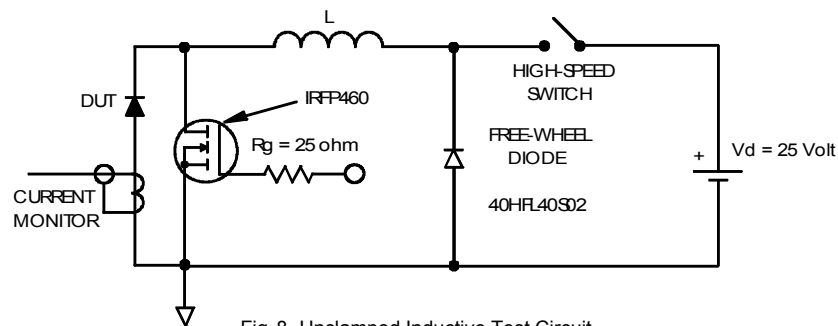 L
HIGH-SPEED
SWITCH
DUT
IRFP460
Rg = 25 ohm
FREE-WHEEL
DIODE
+
Vd = 25 Volt
CURRENT
MONITOR
40HFL40S02
Fig. 8- Unclamped Inductive Test Circuit